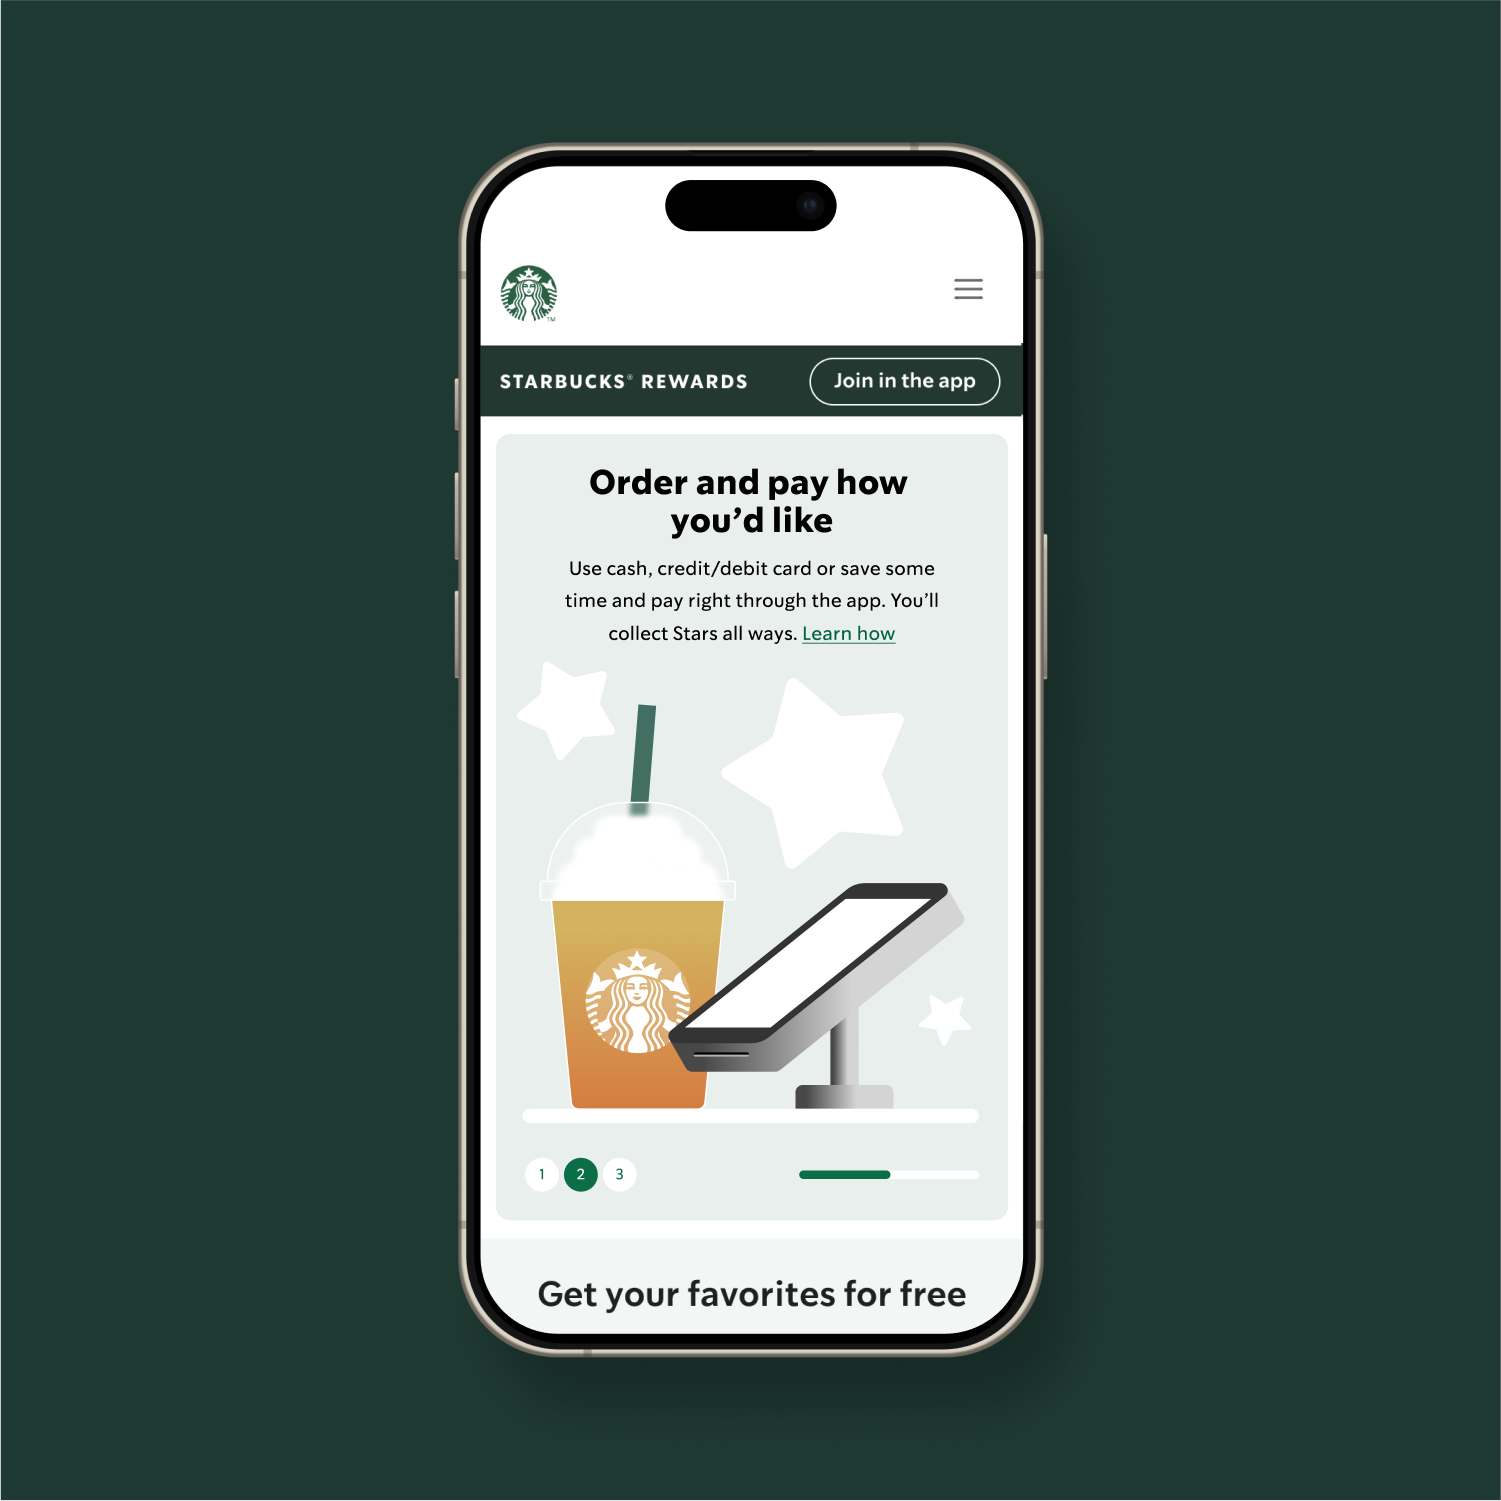 TM
STARBUCKS® REWARDS
Join in the app
Order and pay how
you’d like
Use cash, credit/debit card or save some
time and pay right through the app. You’ll
collect Stars all ways. Learn how
1 2 3
Get your favorites for free